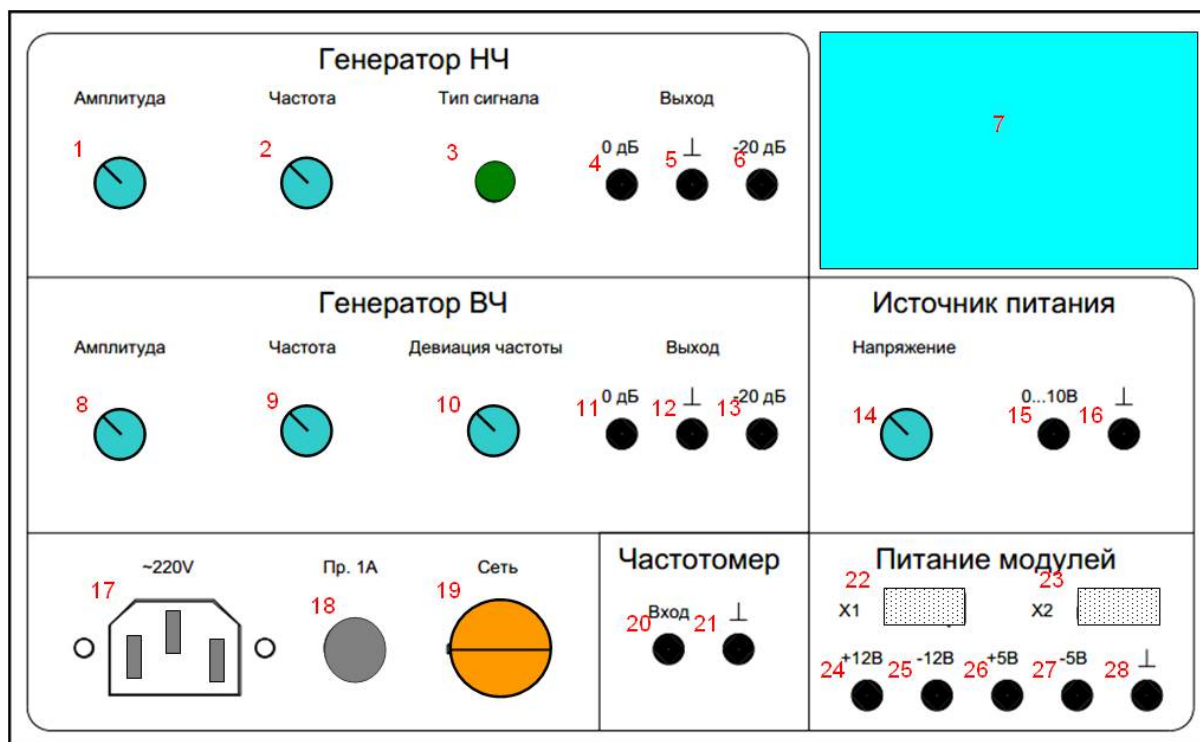 Генератор НЧ
Амплитуда Частота Тип сигнала Выход
1 2 3 4 0 дБ 5 ⊥ 6 -20 дБ
7
Генератор ВЧ
Амплитуда Частота Девиация частоты Выход
8 9 10 11 0 дБ 12 ⊥ 13 -20 дБ
Источник питания
Напряжение
14 15 0...10В 16 ⊥
~220V Пр. 1А Сеть
17 18 19
Частотомер
20 Вход 21 ⊥
Питание модулей
22 X1 23 X2
24 +12В 25 -12В 26 +5В 27 -5В 28 ⊥